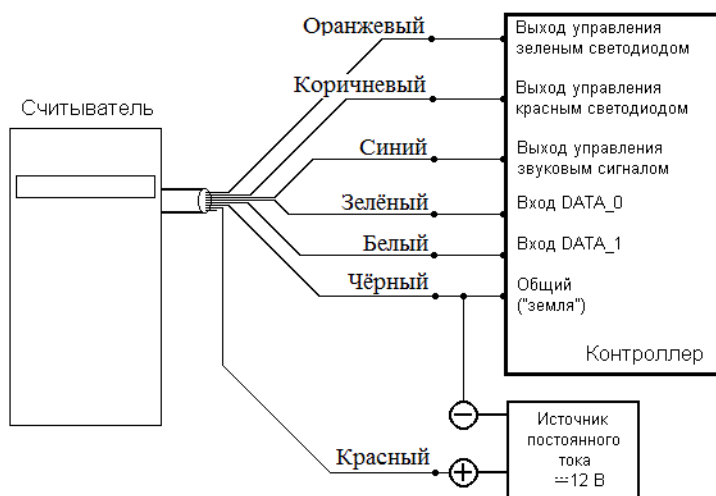 Оранжевый
Выход управления
зеленым светодиодом
Коричневый
Выход управления
красным светодиодом
Считыватель
Синий
Выход управления
звуковым сигналом
Зелёный
Вход DATA_0
Белый
Вход DATA_1
Чёрный
Общий
("земля")
Контроллер
Источник
постоянного
тока
⎓12 В
Красный